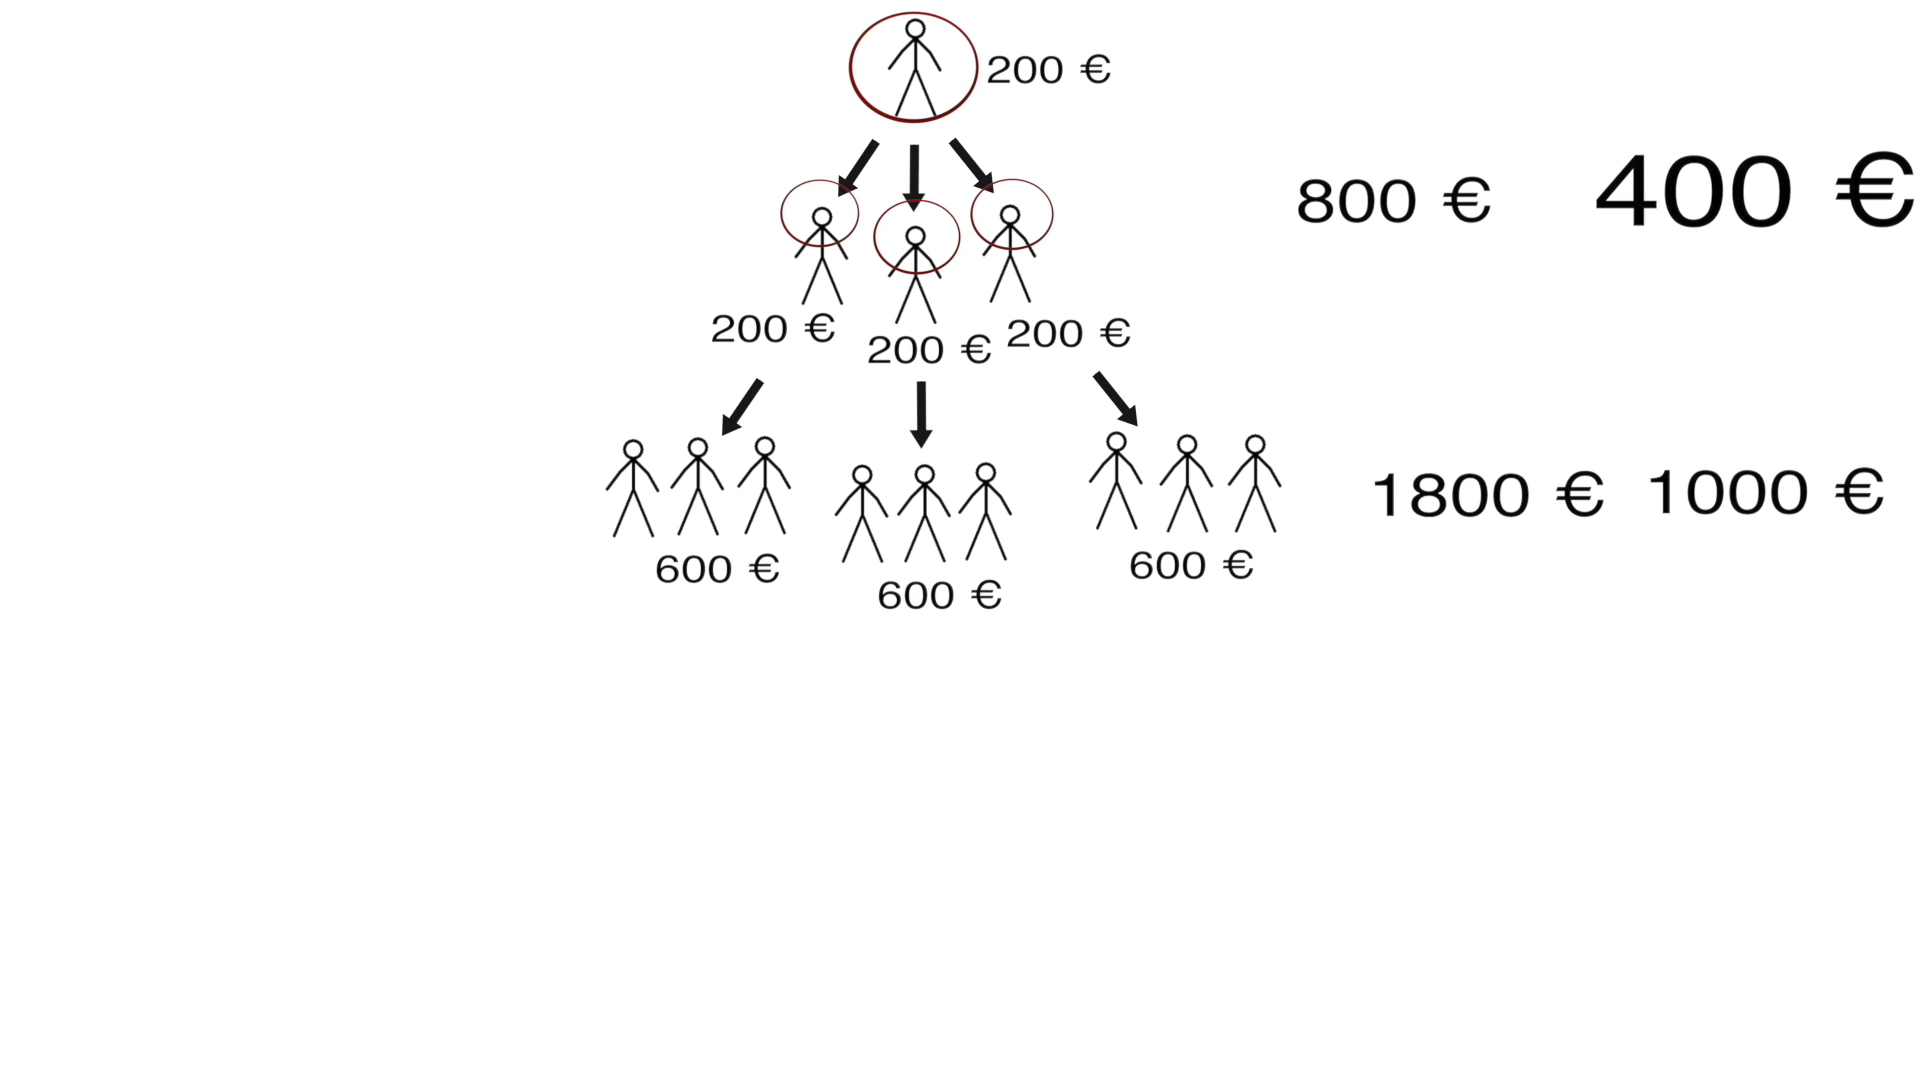 200 €
800 € 400 €
200 € 200 € 200 €
1800 € 1000 €
600 € 600 € 600 €